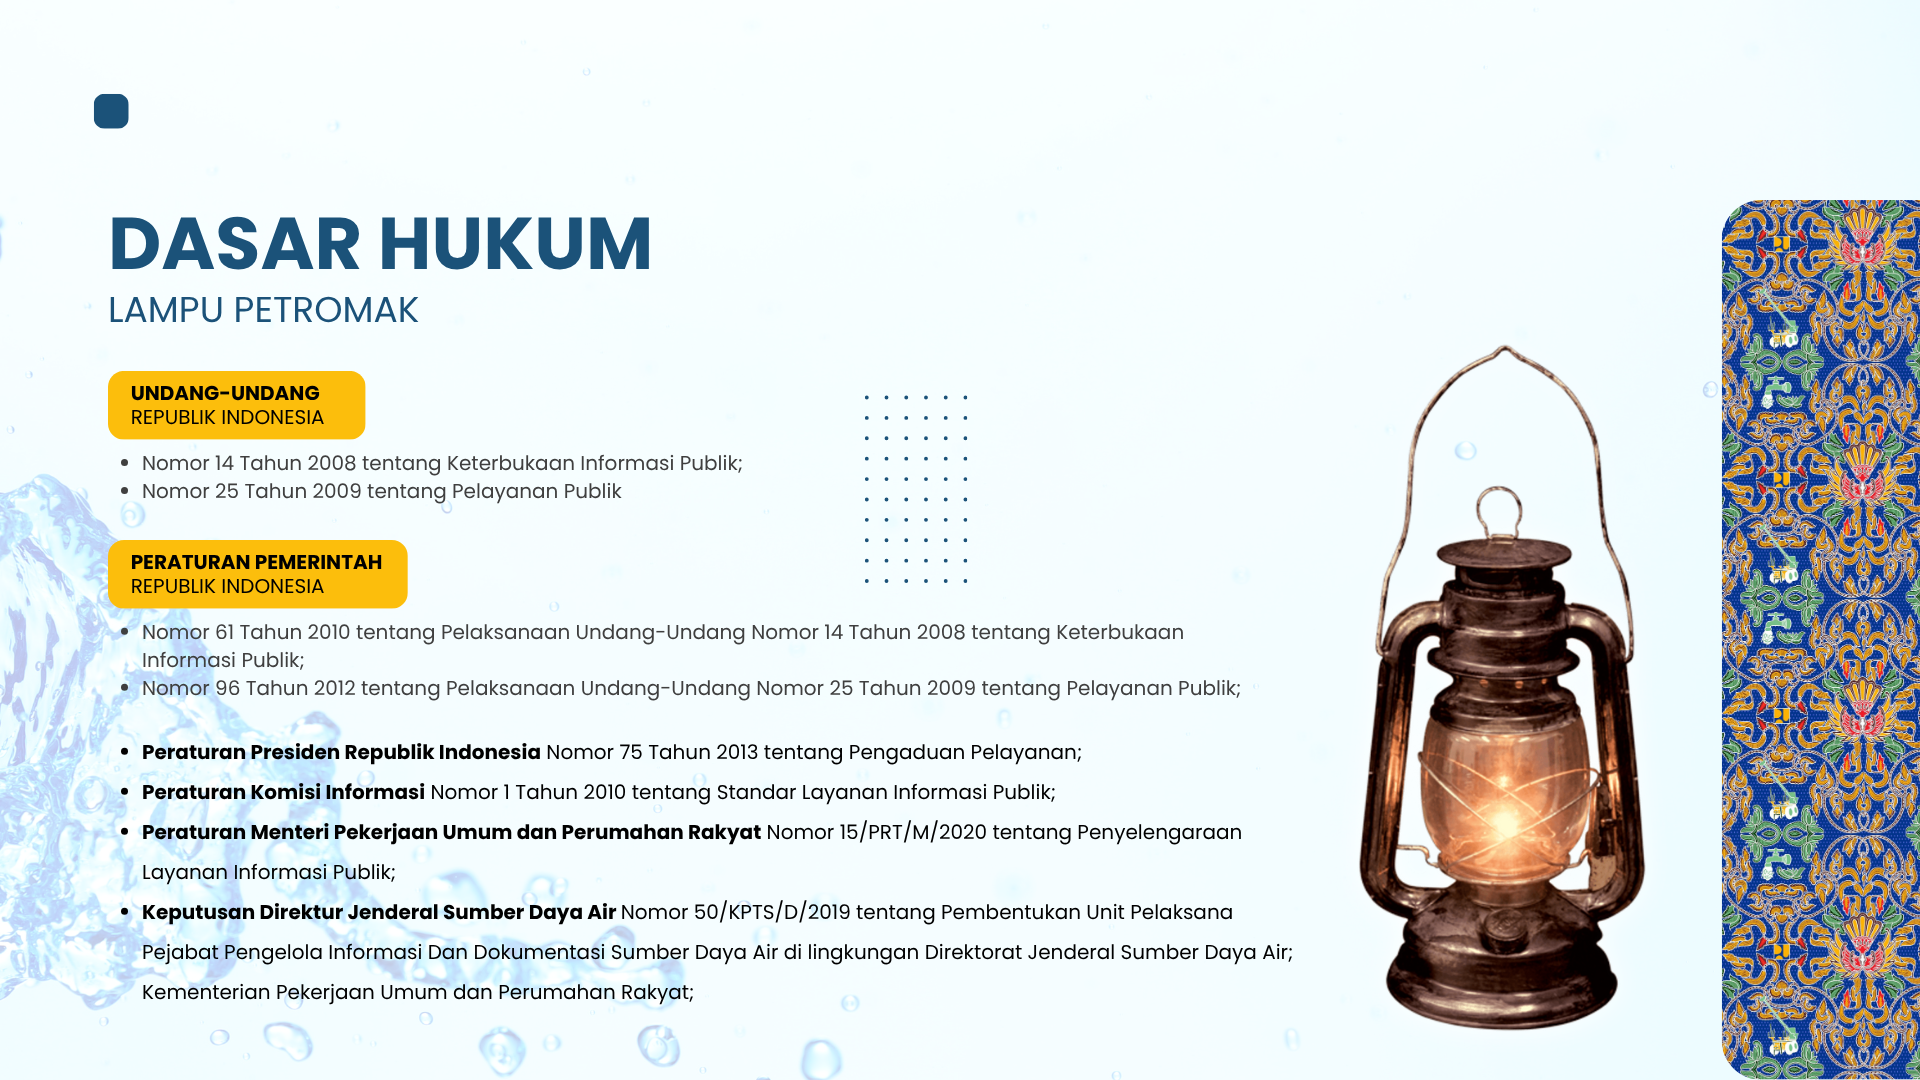 DASAR HUKUM
LAMPU PETROMAK
UNDANG-UNDANG
REPUBLIK INDONESIA
• Nomor 14 Tahun 2008 tentang Keterbukaan Informasi Publik;
• Nomor 25 Tahun 2009 tentang Pelayanan Publik
PERATURAN PEMERINTAH
REPUBLIK INDONESIA
• Nomor 61 Tahun 2010 tentang Pelaksanaan Undang-Undang Nomor 14 Tahun 2008 tentang Keterbukaan
Informasi Publik;
• Nomor 96 Tahun 2012 tentang Pelaksanaan Undang-Undang Nomor 25 Tahun 2009 tentang Pelayanan Publik;
• Peraturan Presiden Republik Indonesia Nomor 75 Tahun 2013 tentang Pengaduan Pelayanan;
• Peraturan Komisi Informasi Nomor 1 Tahun 2010 tentang Standar Layanan Informasi Publik;
• Peraturan Menteri Pekerjaan Umum dan Perumahan Rakyat Nomor 15/PRT/M/2020 tentang Penyelengaraan
Layanan Informasi Publik;
• Keputusan Direktur Jenderal Sumber Daya Air Nomor 50/KPTS/D/2019 tentang Pembentukan Unit Pelaksana
Pejabat Pengelola Informasi Dan Dokumentasi Sumber Daya Air di lingkungan Direktorat Jenderal Sumber Daya Air;
Kementerian Pekerjaan Umum dan Perumahan Rakyat;